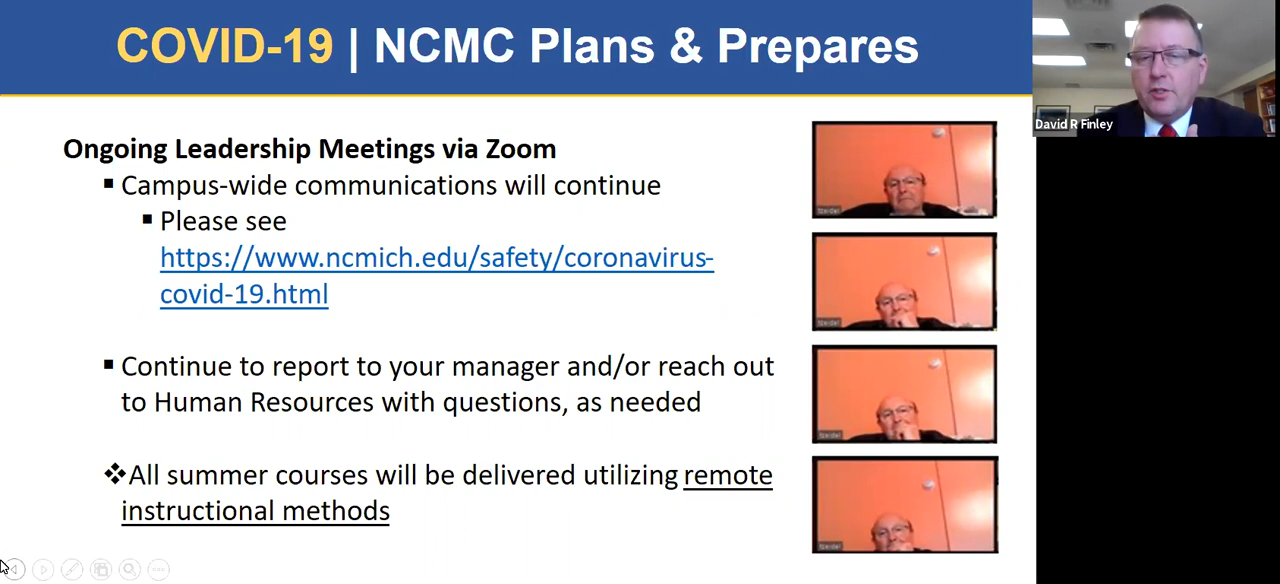 COVID-19 | NCMC Plans & Prepares
David R Finley
Ongoing Leadership Meetings via Zoom
▪ Campus-wide communications will continue
▪ Please see
https://www.ncmich.edu/safety/coronavirus-
covid-19.html
▪ Continue to report to your manager and/or reach out
to Human Resources with questions, as needed
❖All summer courses will be delivered utilizing remote
instructional methods